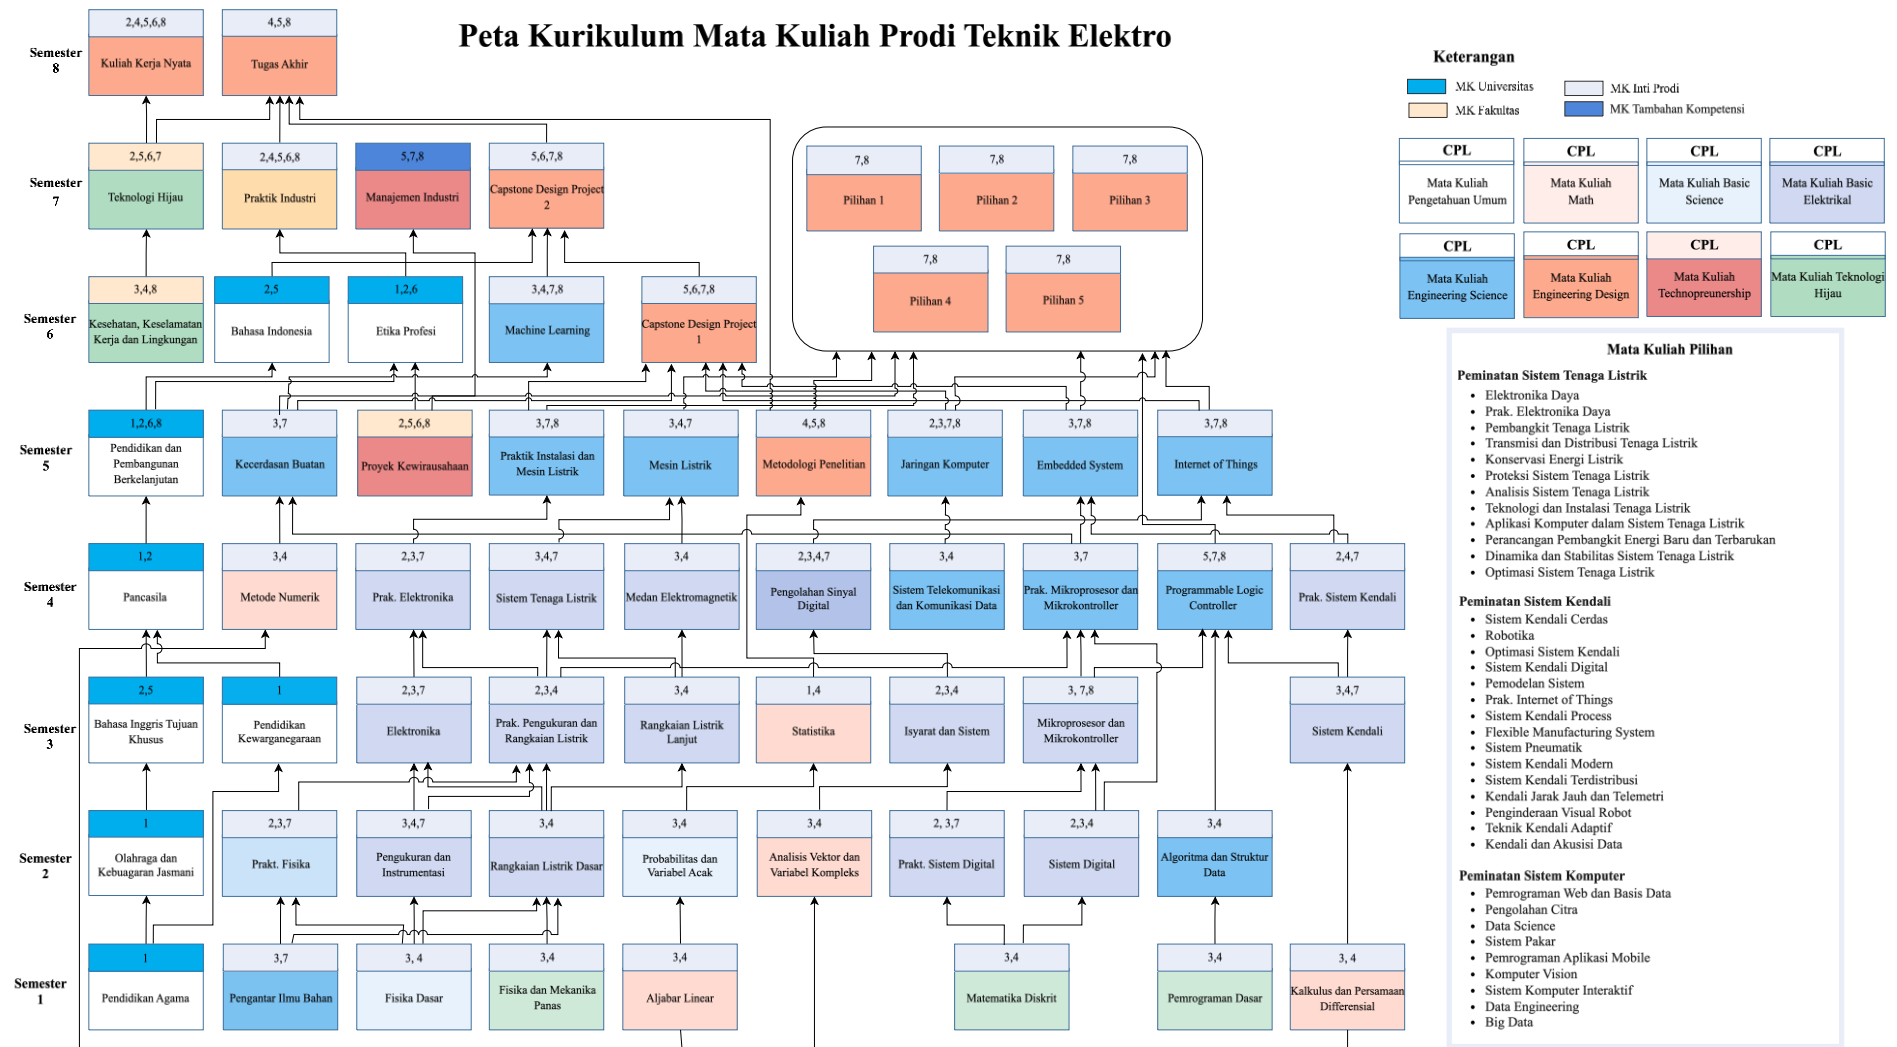 Peta Kurikulum Mata Kuliah Prodi Teknik Elektro
Semester
8
2,4,5,6,8
Kuliah Kerja Nyata
4,5,8
Tugas Akhir
Semester
7
2,5,6,7
Teknologi Hijau
2,4,5,6,8
Praktik Industri
5,7,8
Manajemen Industri
5,6,7,8
Capstone Design Project
2
7,8
Pilihan 1
7,8
Pilihan 2
7,8
Pilihan 3
7,8
Pilihan 4
7,8
Pilihan 5
Semester
6
3,4,8
Kesehatan, Keselamatan
Kerja dan Lingkungan
2,5
Bahasa Indonesia
1,2,6
Etika Profesi
3,4,7,8
Machine Learning
5,6,7,8
Capstone Design Project
1
Semester
5
1,2,6,8
Pendidikan dan
Pembangunan
Berkelanjutan
3,7
Kecerdasan Buatan
2,5,6,8
Proyek Kewirausahaan
3,7,8
Praktik Instalasi dan
Mesin Listrik
3,4,7
Mesin Listrik
4,5,8
Metodologi Penelitian
2,3,7,8
Jaringan Komputer
3,7,8
Embedded System
3,7,8
Internet of Things
Semester
4
1,2
Pancasila
3,4
Metode Numerik
2,3,7
Prak. Elektronika
3,4,7
Sistem Tenaga Listrik
3,4
Medan Elektromagnetik
2,3,4,7
Pengolahan Sinyal
Digital
3,4
Sistem Telekomunikasi
dan Komunikasi Data
3,7
Prak. Mikroprosesor dan
Mikrokontroller
5,7,8
Programmable Logic
Controller
2,4,7
Prak. Sistem Kendali
Semester
3
2,5
Bahasa Inggris Tujuan
Khusus
1
Pendidikan
Kewarganegaraan
2,3,7
Elektronika
2,3,4
Prak. Pengukuran dan
Rangkaian Listrik
3,4
Rangkaian Listrik
Lanjut
1,4
Statistika
2,3,4
Isyarat dan Sistem
3, 7,8
Mikroprosesor dan
Mikrokontroller
3,4,7
Sistem Kendali
Semester
2
1
Olahraga dan
Kebuagaran Jasmani
2,3,7
Prakt. Fisika
3,4,7
Pengukuran dan
Instrumentasi
3,4
Rangkaian Listrik Dasar
3,4
Probabilitas dan
Variabel Acak
3,4
Analisis Vektor dan
Variabel Kompleks
2, 3,7
Prakt. Sistem Digital
2,3,4
Sistem Digital
3,4
Algoritma dan Struktur
Data
Semester
1
1
Pendidikan Agama
3,7
Pengantar Ilmu Bahan
3, 4
Fisika Dasar
3,4
Fisika dan Mekanika
Panas
3,4
Aljabar Linear
3,4
Matematika Diskrit
3,4
Pemrograman Dasar
3, 4
Kalkulus dan Persamaan
Differensial
Keterangan
MK Universitas
MK Inti Prodi
MK Fakultas
MK Tambahan Kompetensi
CPL
Mata Kuliah
Pengetahuan Umum
CPL
Mata Kuliah
Math
CPL
Mata Kuliah Basic
Science
CPL
Mata Kuliah Basic
Elektrikal
CPL
Mata Kuliah
Engineering Science
CPL
Mata Kuliah
Engineering Design
CPL
Mata Kuliah
Technopreunership
CPL
Mata Kuliah Teknologi
Hijau
Mata Kuliah Pilihan
Peminatan Sistem Tenaga Listrik
• Elektronika Daya
• Prak. Elektronika Daya
• Pembangkit Tenaga Listrik
• Transmisi dan Distribusi Tenaga Listrik
• Konservasi Energi Listrik
• Proteksi Sistem Tenaga Listrik
• Analisis Sistem Tenaga Listrik
• Teknologi dan Instalasi Tenaga Listrik
• Aplikasi Komputer dalam Sistem Tenaga Listrik
• Perancangan Pembangkit Energi Baru dan Terbarukan
• Dinamika dan Stabilitas Sistem Tenaga Listrik
• Optimasi Sistem Tenaga Listrik
Peminatan Sistem Kendali
• Sistem Kendali Cerdas
• Robotika
• Optimasi Sistem Kendali
• Sistem Kendali Digital
• Pemodelan Sistem
• Prak. Internet of Things
• Sistem Kendali Process
• Flexible Manufacturing System
• Sistem Pneumatik
• Sistem Kendali Modern
• Sistem Kendali Terdistribusi
• Kendali Jarak Jauh dan Telemetri
• Penginderaan Visual Robot
• Teknik Kendali Adaptif
• Kendali dan Akusisi Data
Peminatan Sistem Komputer
• Pemrograman Web dan Basis Data
• Pengolahan Citra
• Data Science
• Sistem Pakar
• Pemrograman Aplikasi Mobile
• Komputer Vision
• Sistem Komputer Interaktif
• Data Engineering
• Big Data